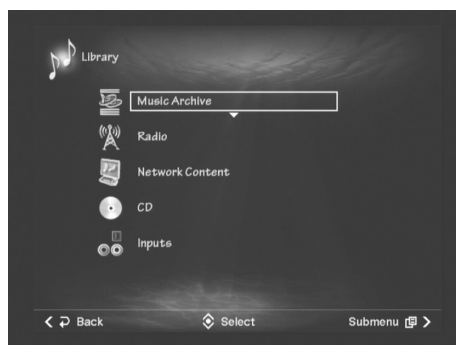 Library
Music Archive
Radio
Network Content
CD
Inputs
Back Select Submenu